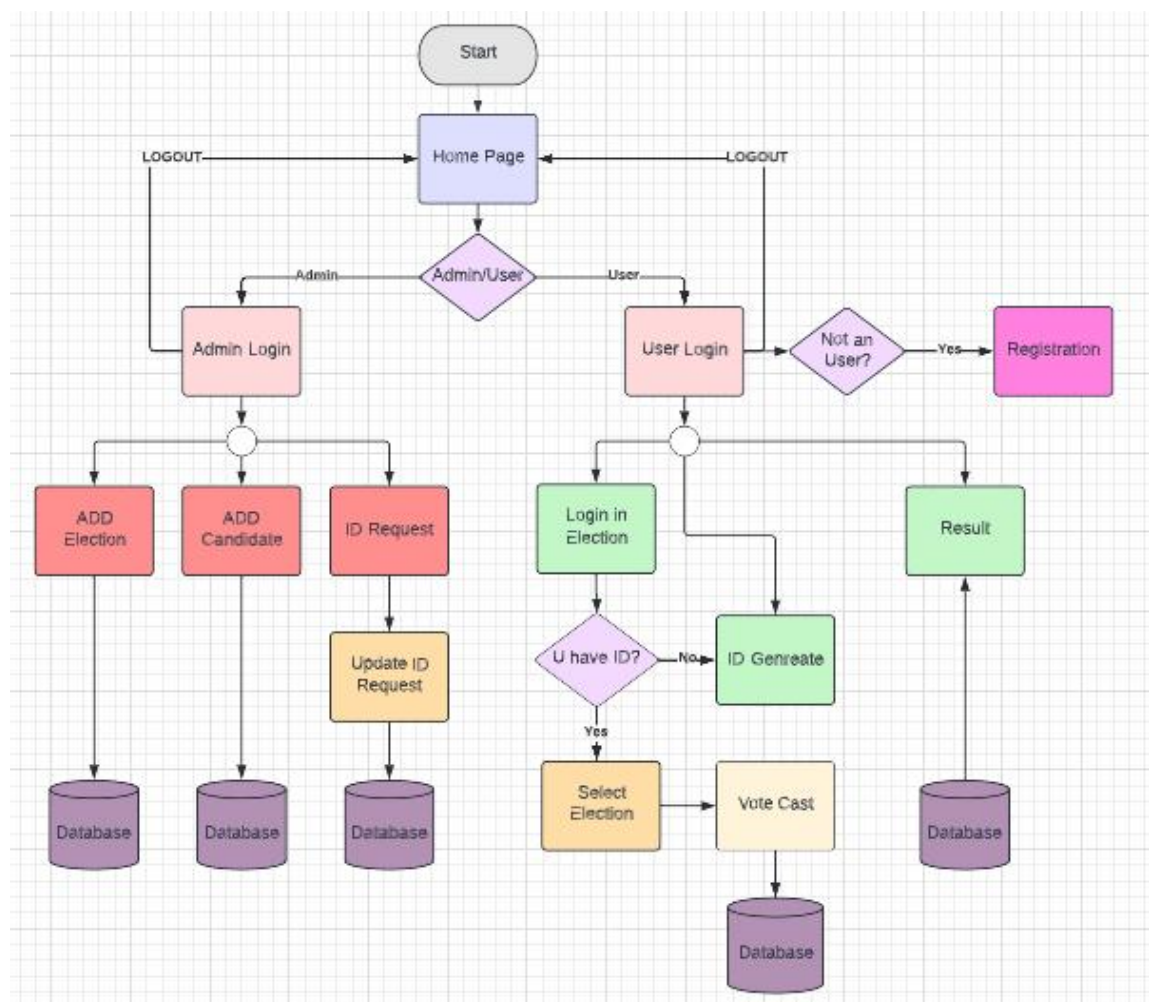 Start
Home Page
LOGOUT
LOGOUT
Admin/User
Admin
User
Admin Login
User Login
Not an
User?
Yes
Registration
ADD
Election
ADD
Candidate
ID Request
Login in
Election
Result
Update ID
Request
U have ID?
No
ID Genreate
Yes
Select
Election
Vote Cast
Database
Database
Database
Database
Database